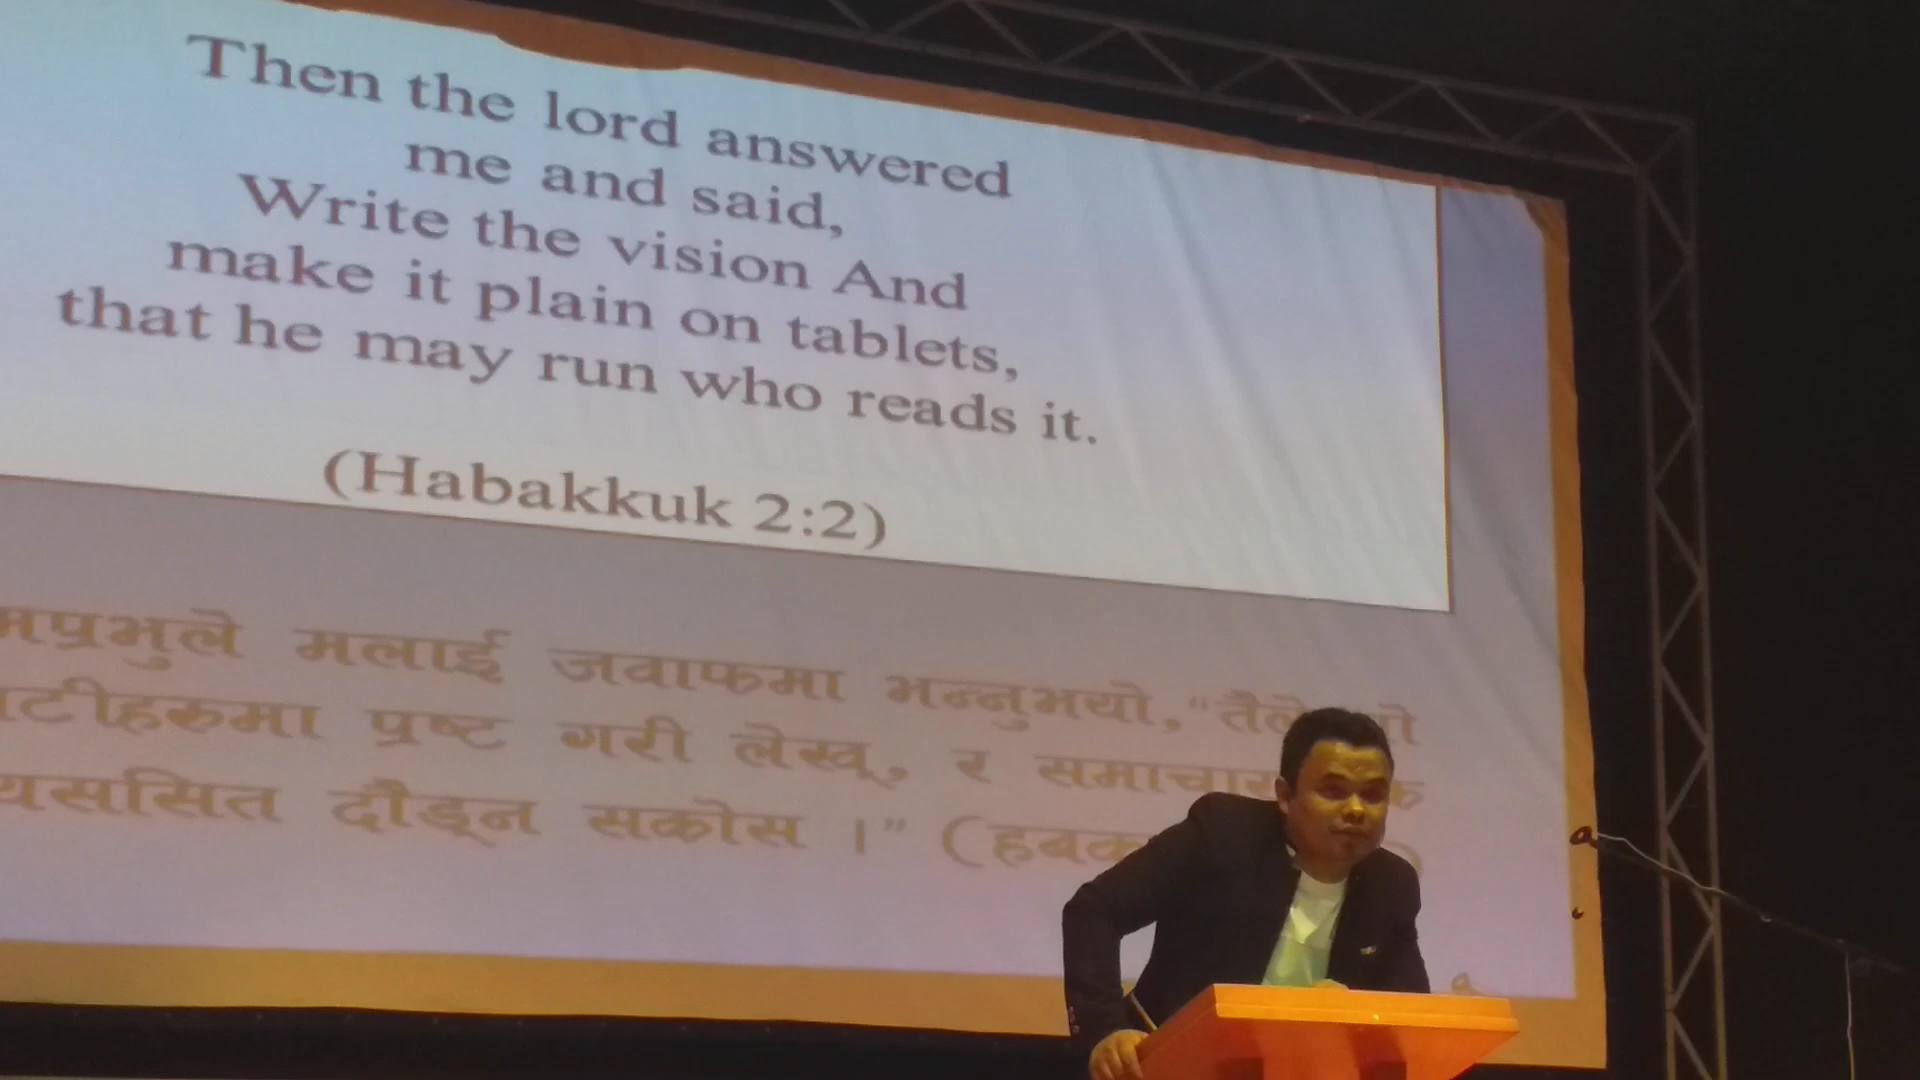 Then the lord answered
me and said,
Write the vision And
make it plain on tablets,
that he may run who reads it.
(Habakkuk 2:2)
मलाई जवाफमा भन्नुभयो,"
प्रष्ट गरी लेख्, र
दौड्न सकोस ।" (